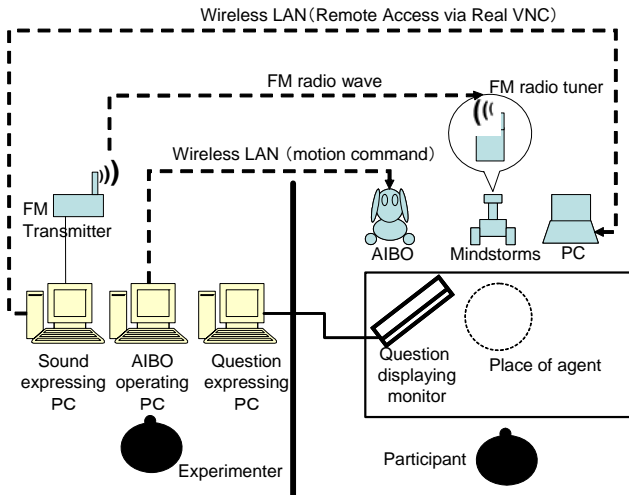 Wireless LAN(Remote Access via Real VNC)
FM radio wave
FM radio tuner
Wireless LAN (motion command)
FM
Transmitter
AIBO
Mindstorms
PC
Sound
expressing
PC
AIBO
operating
PC
Question
expressing
PC
Question
displaying
monitor
Place of agent
Experimenter
Participant